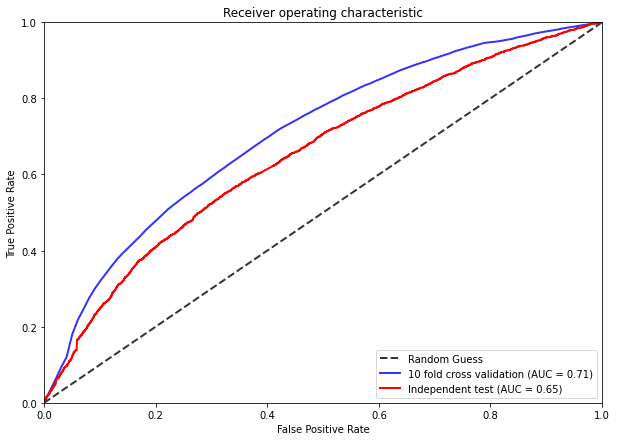 Receiver operating characteristic
True Positive Rate
1.0
0.8
0.6
0.4
0.2
0.0
Random Guess
10 fold cross validation (AUC = 0.71)
Independent test (AUC = 0.65)
0.0 0.2 0.4 0.6 0.8 1.0
False Positive Rate